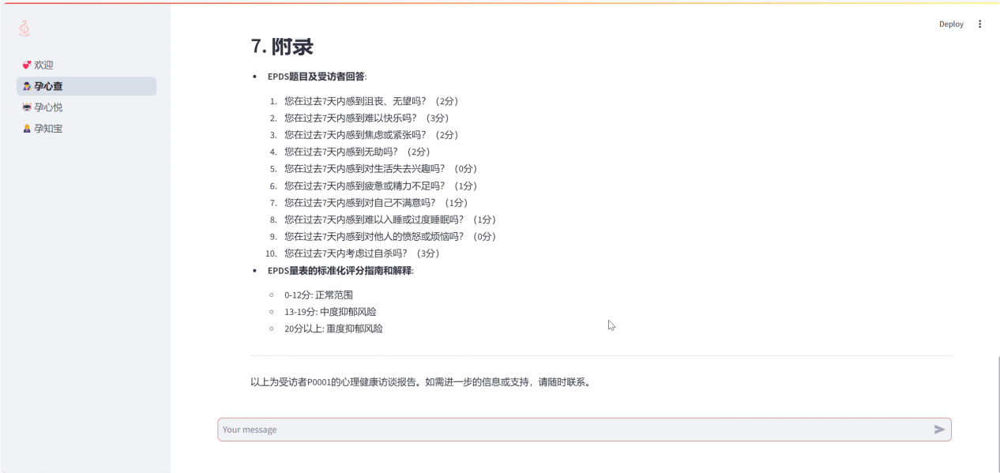 Deploy
欢迎
孕心查
孕心悦
孕知宝
7. 附录
EPDS题目及受访者回答:
1. 您在过去7天内感到沮丧、无望吗？（2分）
2. 您在过去7天内感到难以快乐吗？（3分）
3. 您在过去7天内感到焦虑或紧张吗？（2分）
4. 您在过去7天内感到无助吗？（2分）
5. 您在过去7天内感到对生活失去兴趣吗？（0分）
6. 您在过去7天内感到疲惫或精力不足吗？（1分）
7. 您在过去7天内感到对自己不满意吗？（1分）
8. 您在过去7天内感到难以入睡或过度睡眠吗？（1分）
9. 您在过去7天内感到对他人的愤怒或烦恼吗？（0分）
10. 您在过去7天内考虑过自杀吗？（3分）
EPDS量表的标准化评分指南和解释:
0-12分: 正常范围
13-19分: 中度抑郁风险
20分以上: 重度抑郁风险
以上为受访者P0001的心理健康访谈报告。如需进一步的信息或支持，请随时联系。
Your message